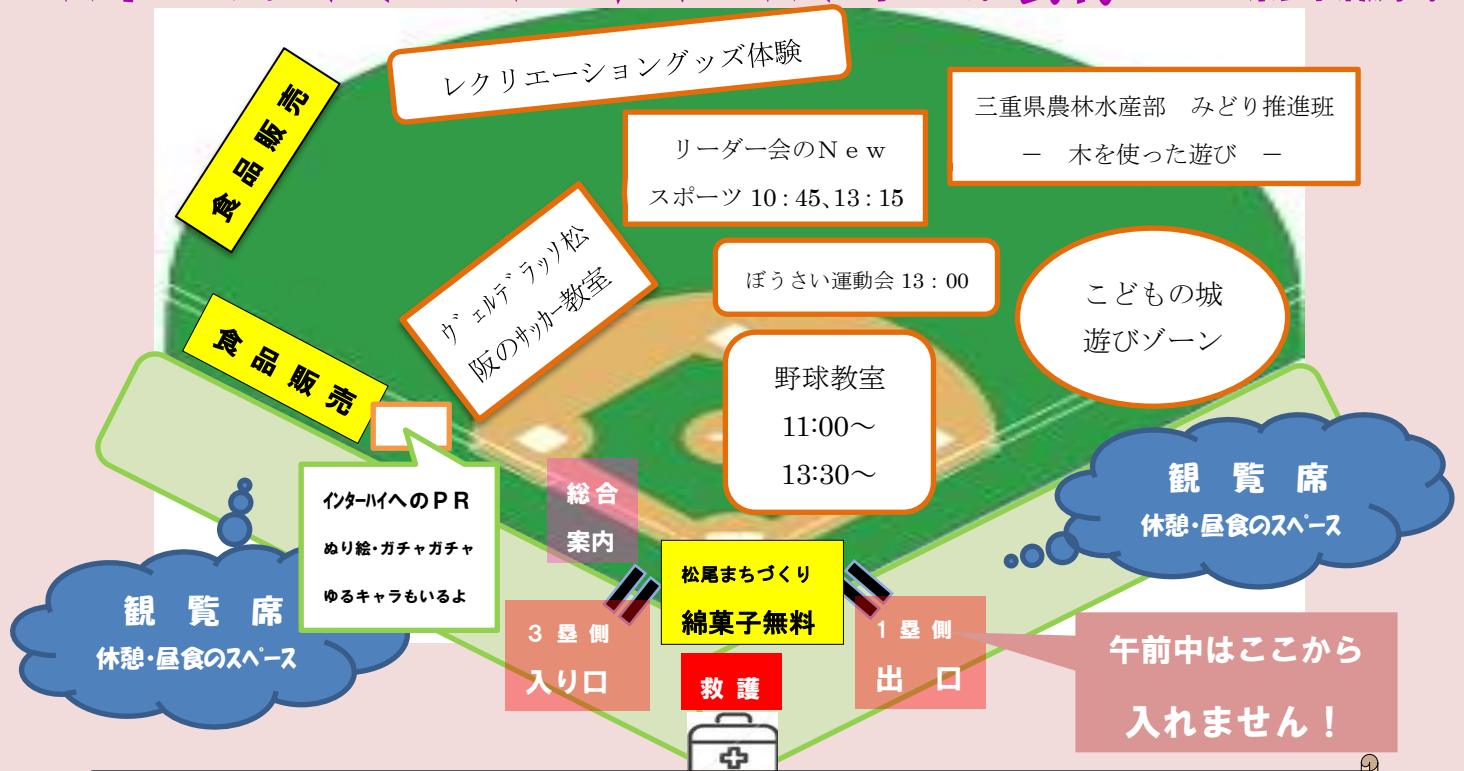 レクリエーショングッズ体験
食品販売
三重県農林水産部　みどり推進班
－　木を使った遊び　－
リーダー会のＮｅｗ
スポーツ 10：45、13：15
ヴェルデラッソ松
阪のサッカー教室
ぼうさい運動会 13：00
こどもの城
遊びゾーン
食品販売
野球教室
11:00～
13:30～
観覧席
休憩・昼食のスペース
インターハイへのＰＲ
ぬり絵・ガチャガチャ
ゆるキャラもいるよ
総合
案内
松尾まちづくり
綿菓子無料
観覧席
休憩・昼食のスペース
３塁側
入り口
１塁側
出　口
救護
午前中はここから
入れません！